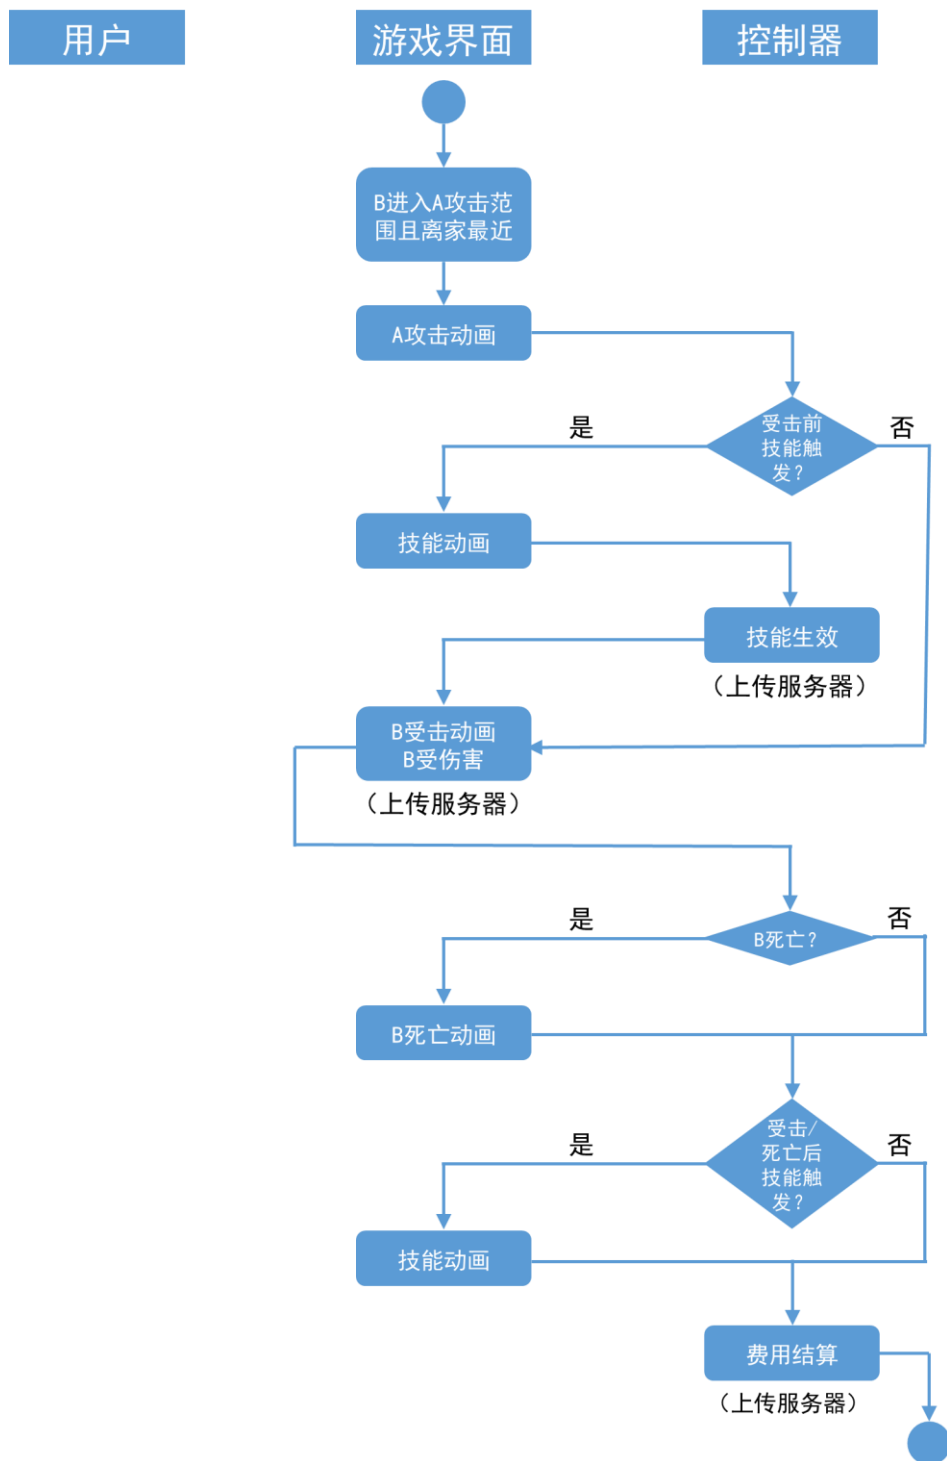 用户
游戏界面
控制器
B进入A攻击范
围且离家最近
A攻击动画
受击前
技能触
发?
是
否
技能动画
技能生效
(上传服务器)
B受击动画
B受伤害
(上传服务器)
B死亡?
是
否
B死亡动画
受击/
死亡后
技能触
发?
是
否
技能动画
费用结算
(上传服务器)